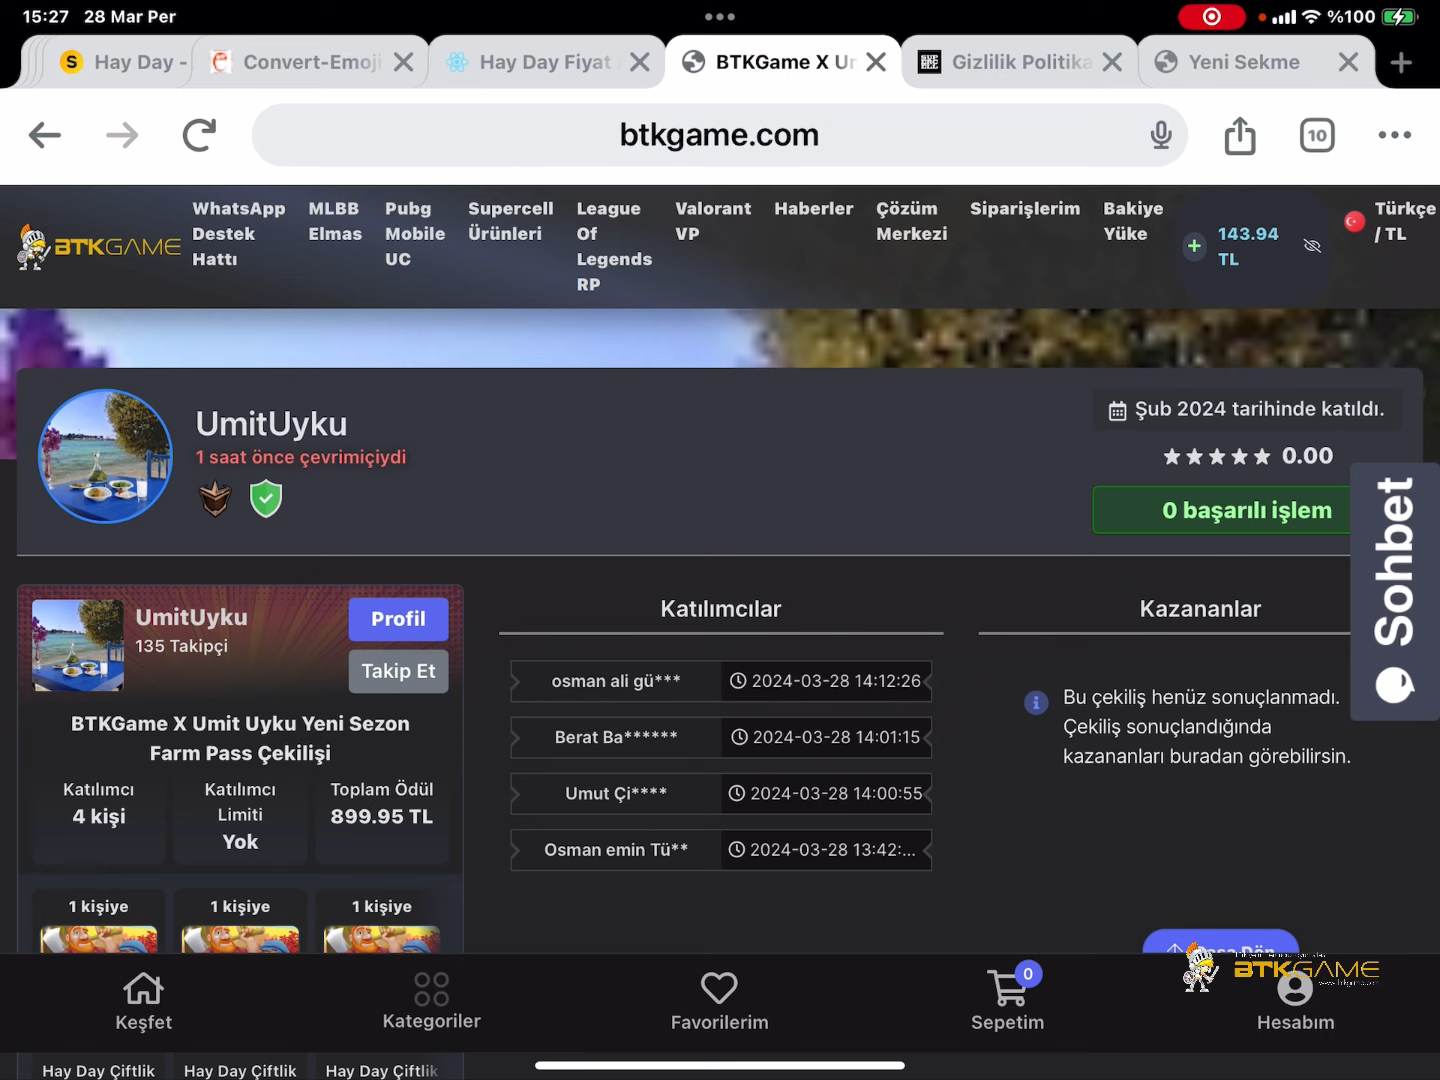 15:27 28 Mar Per
%100
Hay Day -
Convert-Emoji
Hay Day Fiyat
BTKGame X Um
Gizlilik Politika
Yeni Sekme
btkgame.com
10
BTKGAME
WhatsApp
Destek
Hattı
MLBB
Elmas
Pubg
Mobile
UC
Supercell
Ürünleri
League
Of
Legends
RP
Valorant
VP
Haberler
Çözüm
Merkezi
Siparişlerim
Bakiye
Yüke
143.94
TL
Türkçe
/ TL
UmitUyku
1 saat önce çevrimiçiydi
Şub 2024 tarihinde katıldı.
0.00
0 başarılı işlem
Sohbet
UmitUyku
135 Takipçi
Profil
Takip Et
BTKGame X Umit Uyku Yeni Sezon
Farm Pass Çekilişi
Katılımcı
4 kişi
Katılımcı
Limiti
Yok
Toplam Ödül
899.95 TL
1 kişiye
1 kişiye
1 kişiye
Katılımcılar
osman ali gü*** 2024-03-28 14:12:26
Berat Ba****** 2024-03-28 14:01:15
Umut Çi**** 2024-03-28 14:00:55
Osman emin Tü** 2024-03-28 13:42:...
Kazananlar
Bu çekiliş henüz sonuçlanmadı.
Çekiliş sonuçlandığında
kazananları buradan görebilirsin.
BTKGAME
Keşfet
Kategoriler
Favorilerim
0
Sepetim
Hesabım
Hay Day Çiftlik
Hay Day Çiftlik
Hay Day Çiftlik